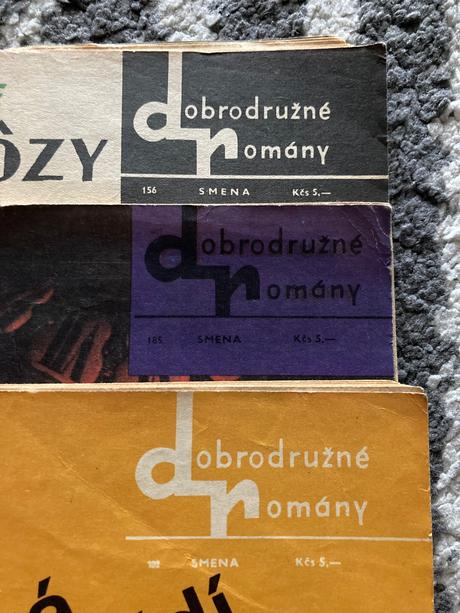 ÔZY
dobrodružné
romány
156 SMENA Kčs 5,—
dobrodružné
romány
185 SMENA Kčs 5,—
dobrodružné
romány
SMENA Kčs 5,—